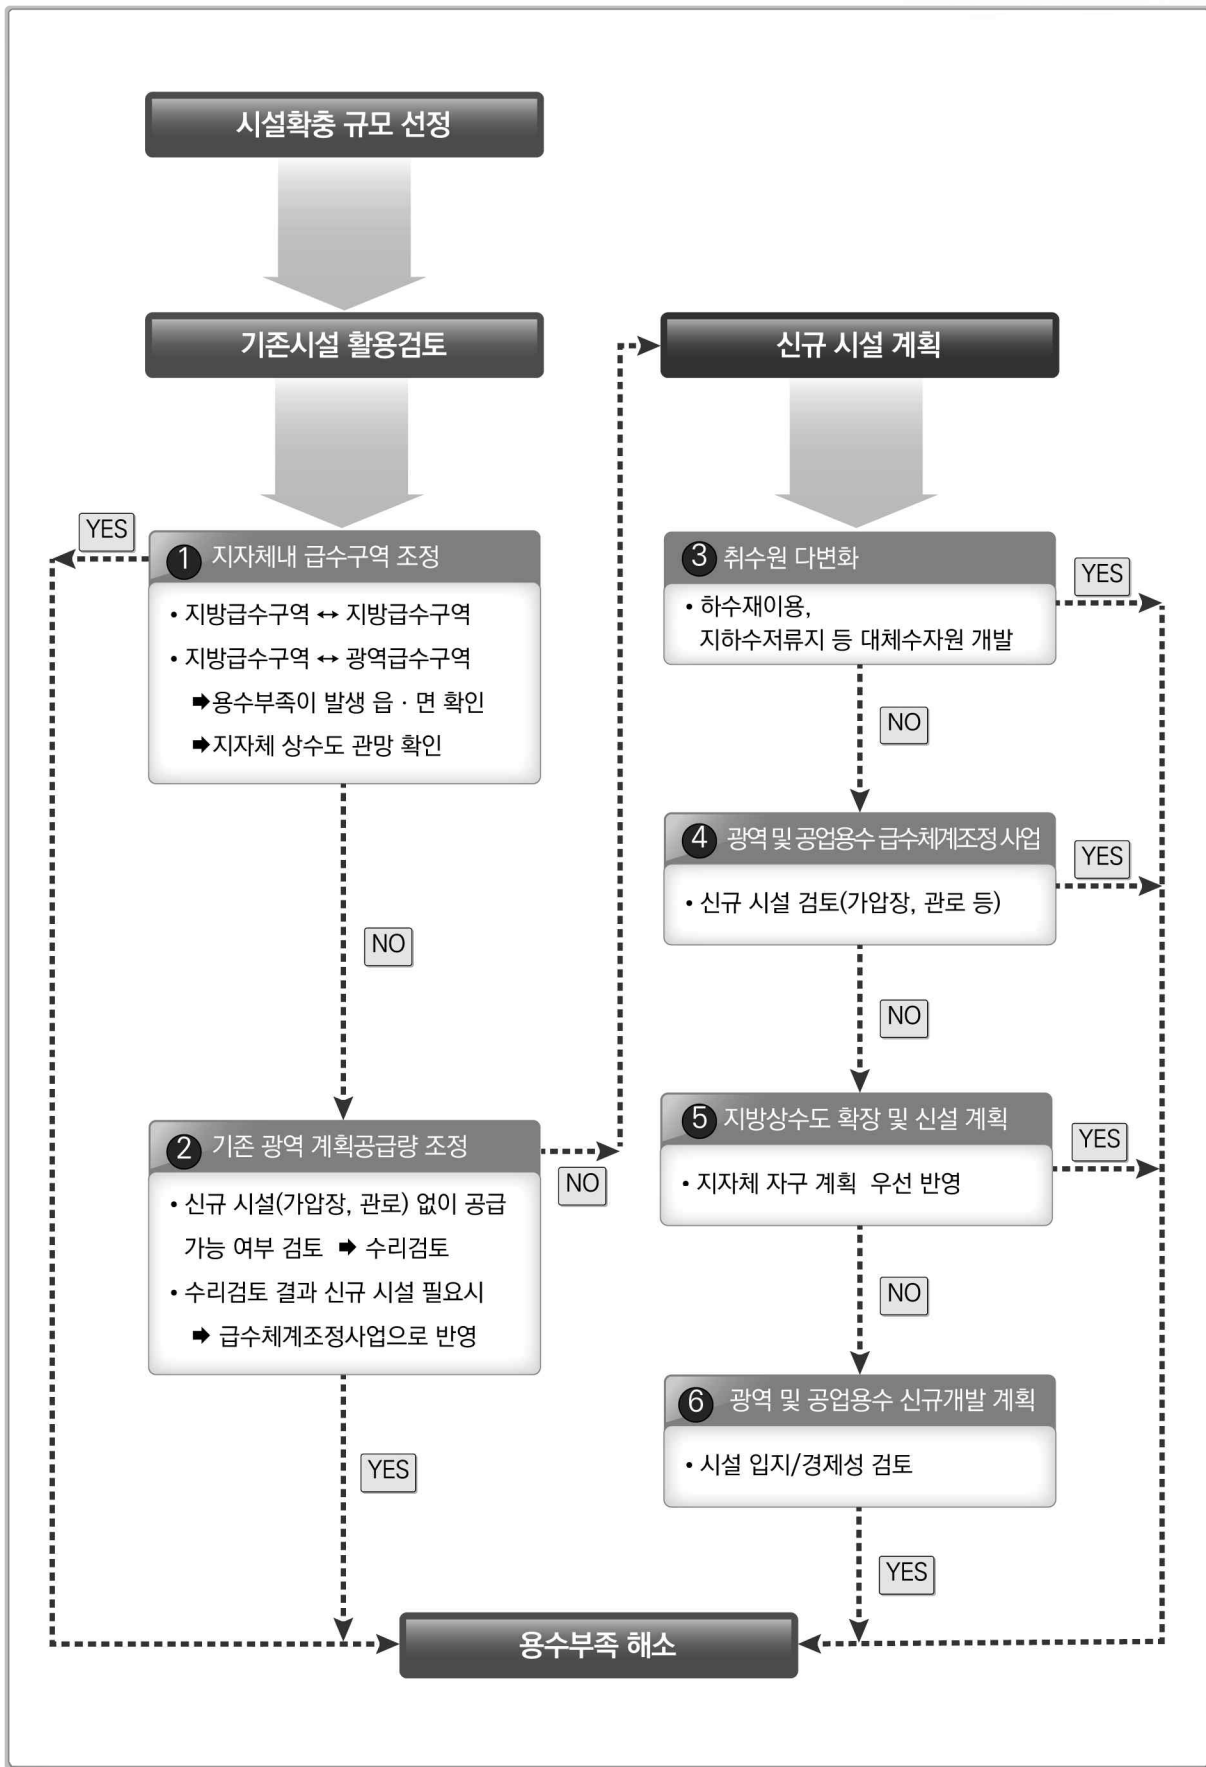 시설확충 규모 선정
기존시설 활용검토
YES
1 지자체내 급수구역 조정
• 지방급수구역 ↔ 지방급수구역
• 지방급수구역 ↔ 광역급수구역
➡용수부족이 발생 읍 · 면 확인
➡지자체 상수도 관망 확인
NO
2 기존 광역 계획공급량 조정
• 신규 시설(가압장, 관로) 없이 공급
가능 여부 검토 ➡ 수리검토
• 수리검토 결과 신규 시설 필요시
➡ 급수체계조정사업으로 반영
NO
YES
신규 시설 계획
3 취수원 다변화
• 하수재이용,
지하수저류지 등 대체수자원 개발
YES
NO
4 광역 및 공업용수 급수체계조정 사업
• 신규 시설 검토(가압장, 관로 등)
YES
NO
5 지방상수도 확장 및 신설 계획
• 지자체 자구 계획 우선 반영
YES
NO
6 광역 및 공업용수 신규개발 계획
• 시설 입지/경제성 검토
YES
용수부족 해소